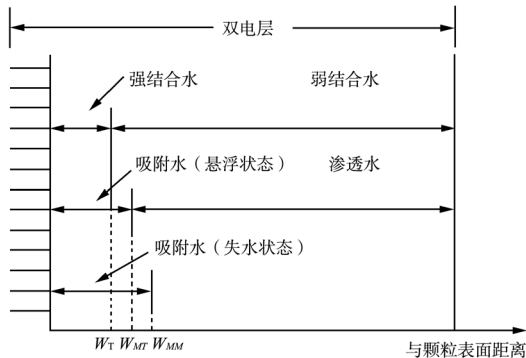 双电层
强结合水 弱结合水
吸附水（悬浮状态） 渗透水
吸附水（失水状态）
W_T W_MT W_MM
与颗粒表面距离